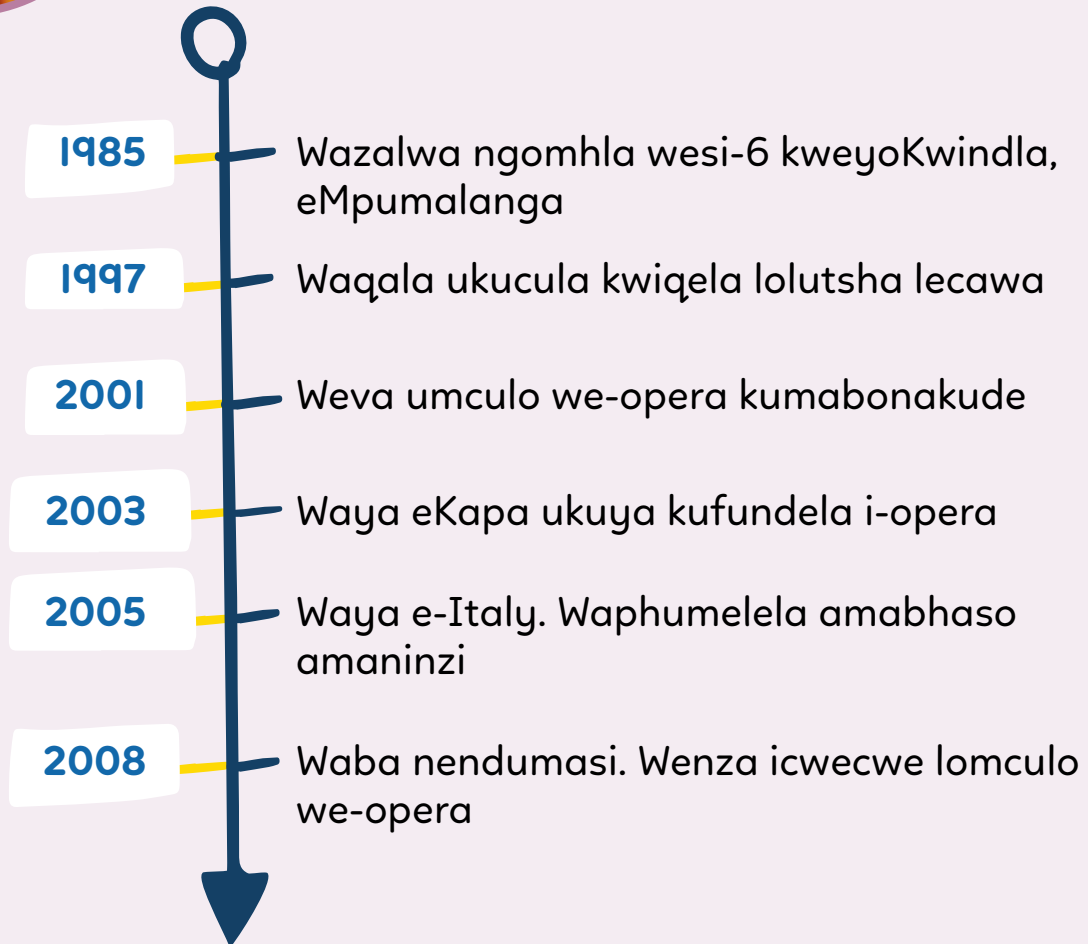 1985
Wazalwa ngomhla wesi-6 kweyoKwindla,
eMpumalanga
1997
Waqala ukucula kwiqela lolutsha lecawa
2001
Weva umculo we-opera kumabonakude
2003
Waya eKapa ukuya kufundela i-opera
2005
Waya e-Italy. Waphumelela amabhaso
amaninzi
2008
Waba nendumasi. Wenza icwecwe lomculo
we-opera